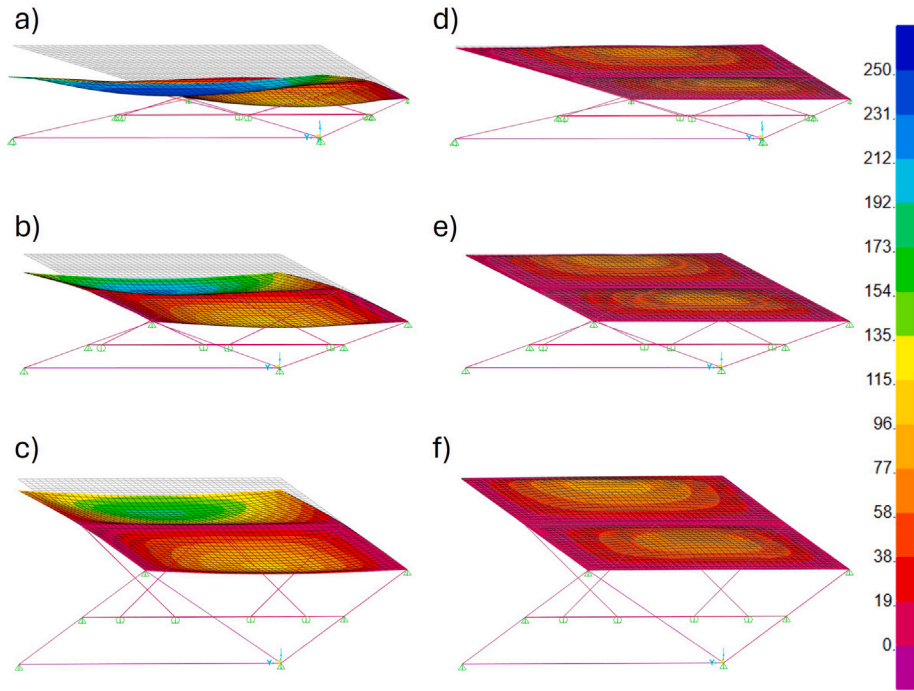 a)
d)
b)
e)
c)
f)
250.
231.
212.
192.
173.
154.
135.
115.
96.
77.
58.
38.
19.
0.
Y
Y
Y
Y
Y
Y